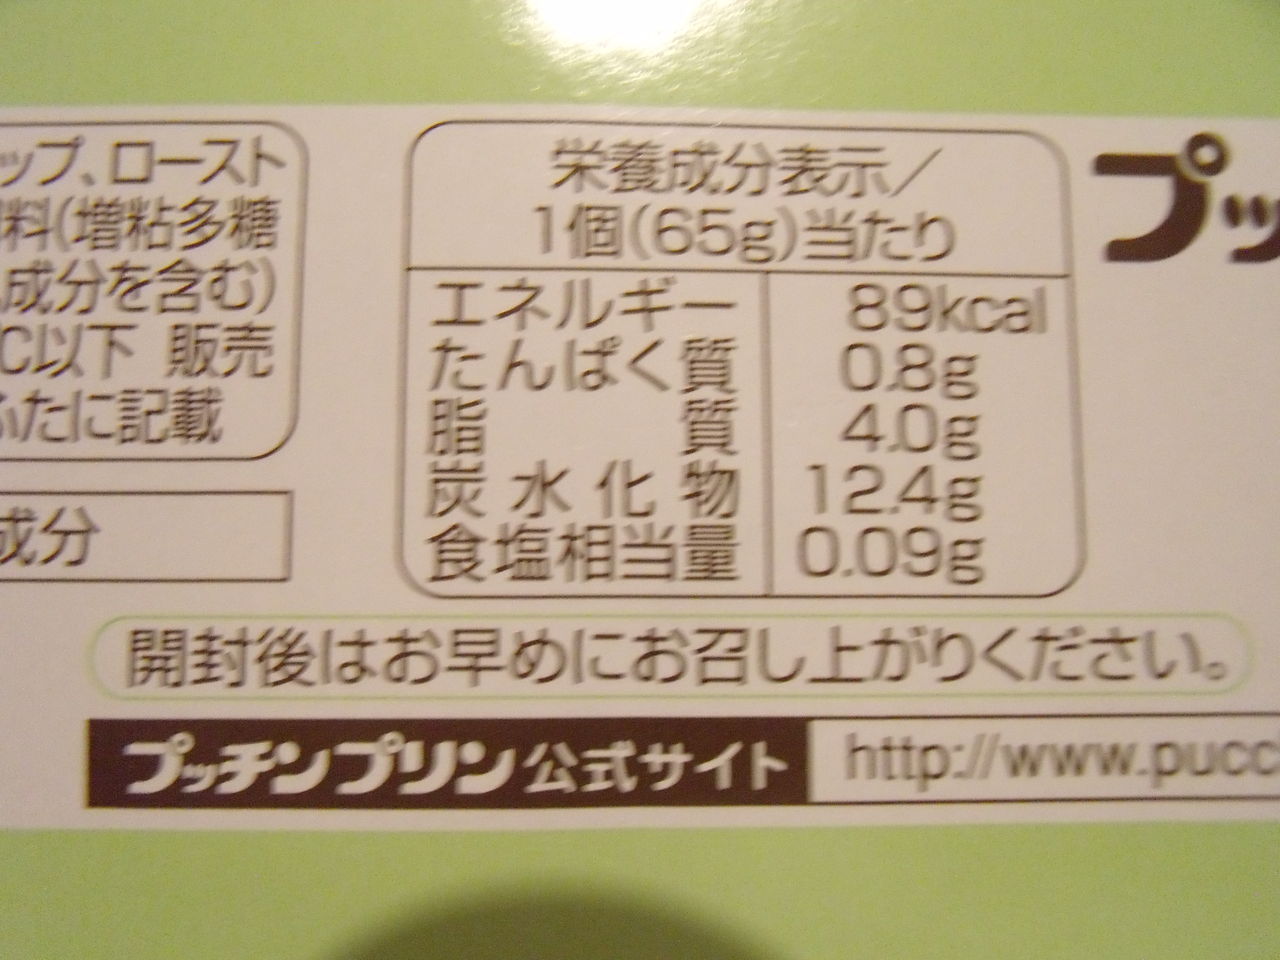 ップ、ロースト
料(増粘多糖
成分を含む)
℃以下 販売
ふたに記載
成分
栄養成分表示/
1個(65g)当たり
エネルギー 89kcal
たんぱく質 0.8g
脂質 4.0g
炭水化物 12.4g
食塩相当量 0.09g
プッ
開封後はお早めにお召し上がりください。
プッチンプリン公式サイト http://www.pucc